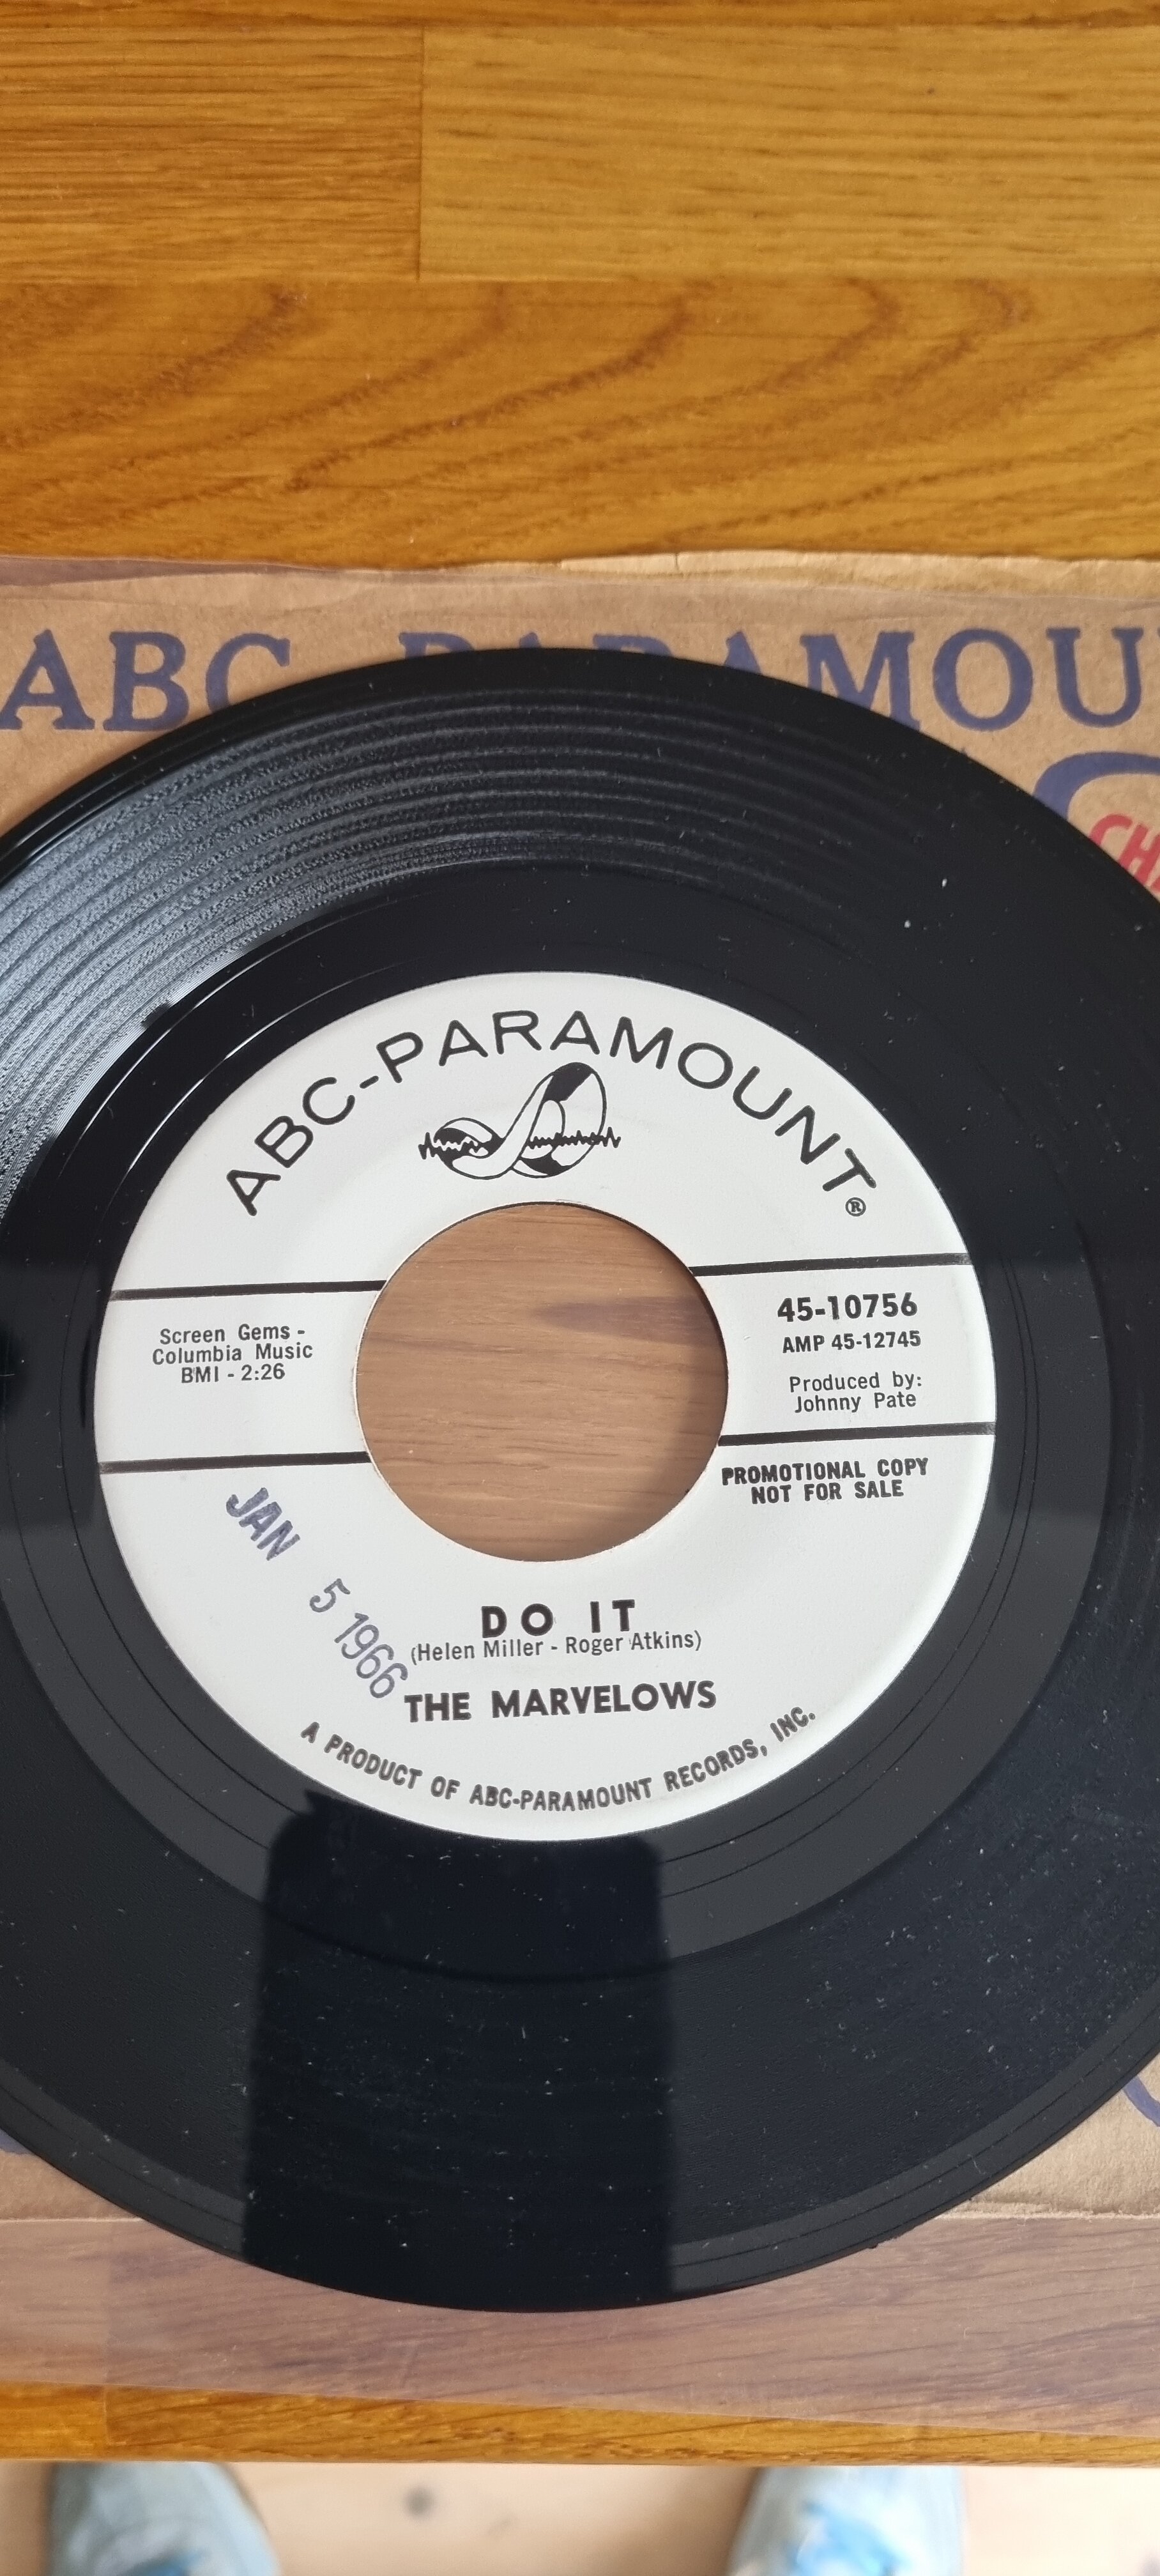 ABC-PARAMOU
CH
ABC-PARAMOUNT®
Screen Gems -
Columbia Music
BMI - 2:26
45-10756
AMP 45-12745
Produced by:
Johnny Pate
PROMOTIONAL COPY
NOT FOR SALE
JAN 5 1966
DO IT
(Helen Miller - Roger Atkins)
THE MARVELOWS
A PRODUCT OF ABC-PARAMOUNT RECORDS, INC.